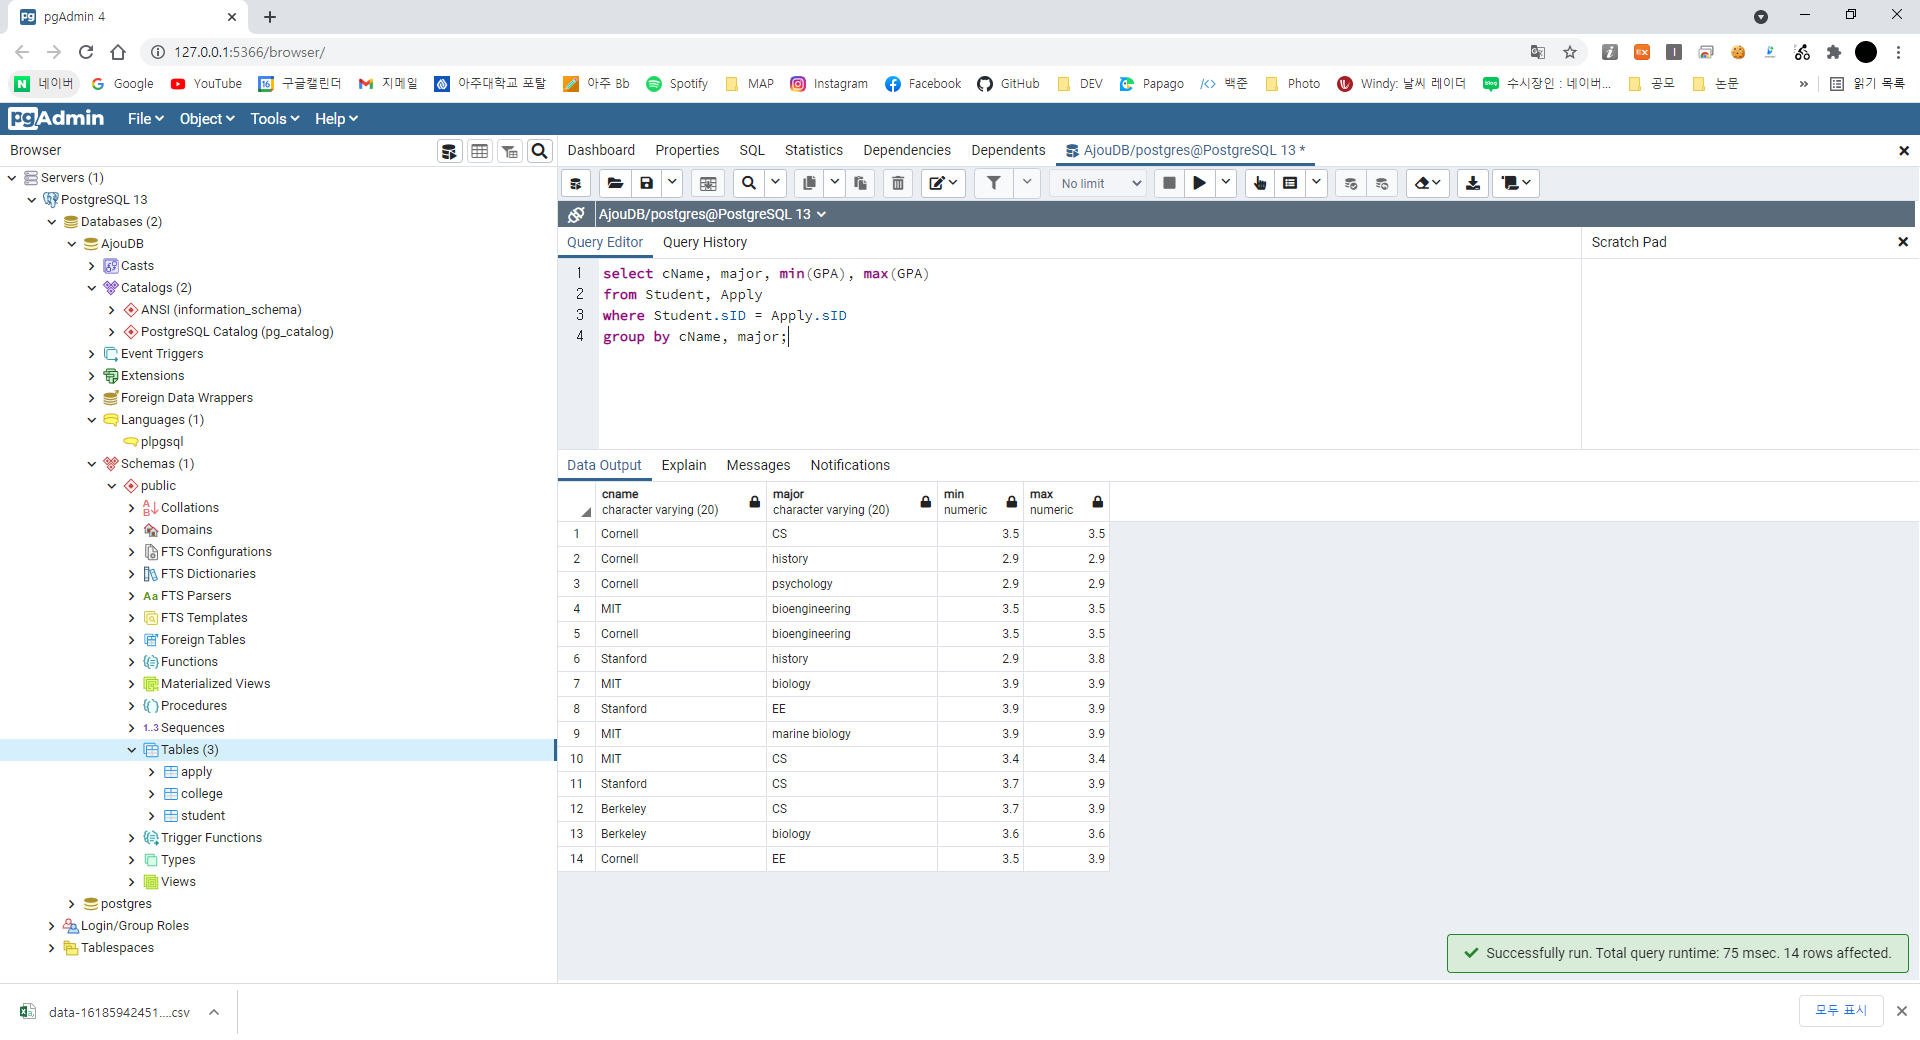 pgAdmin 4
127.0.0.1:5366/browser/
네이버 Google YouTube 구글캘린더 지메일 아주대학교 포탈 아주 Bb Spotify MAP Instagram Facebook GitHub DEV Papago 백준 Photo Windy: 날씨 레이더 수시장인 : 네이버... 공모 논문 » 읽기 목록
pgAdmin File Object Tools Help
Browser
Dashboard Properties SQL Statistics Dependencies Dependents AjouDB/postgres@PostgreSQL 13 *
No limit
AjouDB/postgres@PostgreSQL 13
Query Editor Query History
Scratch Pad
1 select cName, major, min(GPA), max(GPA)
2 from Student, Apply
3 where Student.sID = Apply.sID
4 group by cName, major;
Servers (1)
PostgreSQL 13
Databases (2)
AjouDB
Casts
Catalogs (2)
ANSI (information_schema)
PostgreSQL Catalog (pg_catalog)
Event Triggers
Extensions
Foreign Data Wrappers
Languages (1)
plpgsql
Schemas (1)
public
Collations
Domains
FTS Configurations
FTS Dictionaries
FTS Parsers
FTS Templates
Foreign Tables
Functions
Materialized Views
Procedures
1..3 Sequences
Tables (3)
apply
college
student
Trigger Functions
Types
Views
postgres
Login/Group Roles
Tablespaces
Data Output Explain Messages Notifications
cname major min max
character varying (20) character varying (20) numeric numeric
1 Cornell CS 3.5 3.5
2 Cornell history 2.9 2.9
3 Cornell psychology 2.9 2.9
4 MIT bioengineering 3.5 3.5
5 Cornell bioengineering 3.5 3.5
6 Stanford history 2.9 3.8
7 MIT biology 3.9 3.9
8 Stanford EE 3.9 3.9
9 MIT marine biology 3.9 3.9
10 MIT CS 3.4 3.4
11 Stanford CS 3.7 3.9
12 Berkeley CS 3.7 3.9
13 Berkeley biology 3.6 3.6
14 Cornell EE 3.5 3.9
Successfully run. Total query runtime: 75 msec. 14 rows affected.
data-16185942451....csv
모두 표시